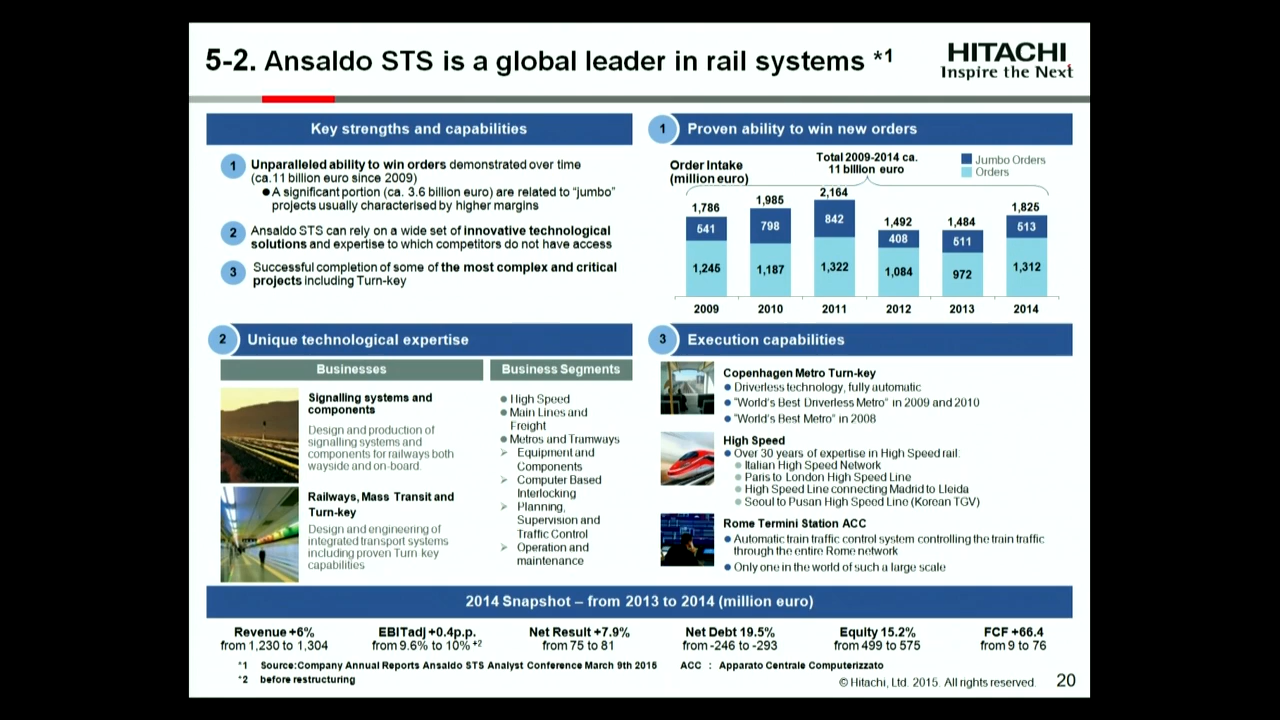 5-2. Ansaldo STS is a global leader in rail systems *1
HITACHI
Inspire the Next
Key strengths and capabilities
1 Unparalleled ability to win orders demonstrated over time
(ca.11 billion euro since 2009)
● A significant portion (ca. 3.6 billion euro) are related to "jumbo"
projects usually characterised by higher margins
2 Ansaldo STS can rely on a wide set of innovative technological
solutions and expertise to which competitors do not have access
3 Successful completion of some of the most complex and critical
projects including Turn-key
1 Proven ability to win new orders
Order Intake
(million euro)
Total 2009-2014 ca.
11 billion euro
Jumbo Orders
Orders
1,786 1,985 2,164 1,492 1,484 1,825
541 798 842 408 511 513
1,245 1,187 1,322 1,084 972 1,312
2009 2010 2011 2012 2013 2014
2 Unique technological expertise
Businesses
Signalling systems and
components
Design and production of
signalling systems and
components for railways both
wayside and on-board.
Railways, Mass Transit and
Turn-key
Design and engineering of
integrated transport systems
including proven Turn key
capabilities
Business Segments
● High Speed
● Main Lines and
Freight
● Metros and Tramways
➢ Equipment and
Components
➢ Computer Based
Interlocking
➢ Planning,
Supervision and
Traffic Control
➢ Operation and
maintenance
3 Execution capabilities
Copenhagen Metro Turn-key
● Driverless technology, fully automatic
● "World's Best Driverless Metro" in 2009 and 2010
● "World's Best Metro" in 2008
High Speed
● Over 30 years of expertise in High Speed rail:
● Italian High Speed Network
● Paris to London High Speed Line
● High Speed Line connecting Madrid to Lleida
● Seoul to Pusan High Speed Line (Korean TGV)
Rome Termini Station ACC
● Automatic train traffic control system controlling the train traffic
through the entire Rome network
● Only one in the world of such a large scale
2014 Snapshot – from 2013 to 2014 (million euro)
Revenue +6% EBITadj +0.4p.p. Net Result +7.9% Net Debt 19.5% Equity 15.2% FCF +66.4
from 1,230 to 1,304 from 9.6% to 10% *2 from 75 to 81 from -246 to -293 from 499 to 575 from 9 to 76
*1 Source:Company Annual Reports Ansaldo STS Analyst Conference March 9th 2015 ACC : Apparato Centrale Computerizzato
*2 before restructuring
© Hitachi, Ltd. 2015. All rights reserved. 20